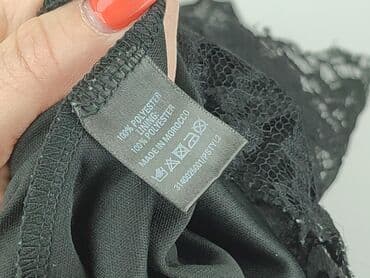 100% POLYESTER
LINING:
100% POLYESTER
MADE IN MOROCCO